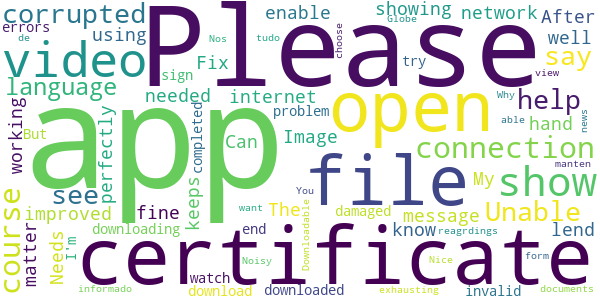 corrupted enable showing network After
errors de using Nos tudo Please Globe choose Any
video Fix try well say
language sign needed internet problem view
But Can Image open help Why able news
working perfectly completed app hand
see keeps file connection manten
course improved fine The You My show
matter Needs I'm damaged message Unable
downloading want Downloadable know reagrdings lend
end certificate Noisy watch Nice form
informado download downloaded exhausting invalid documents